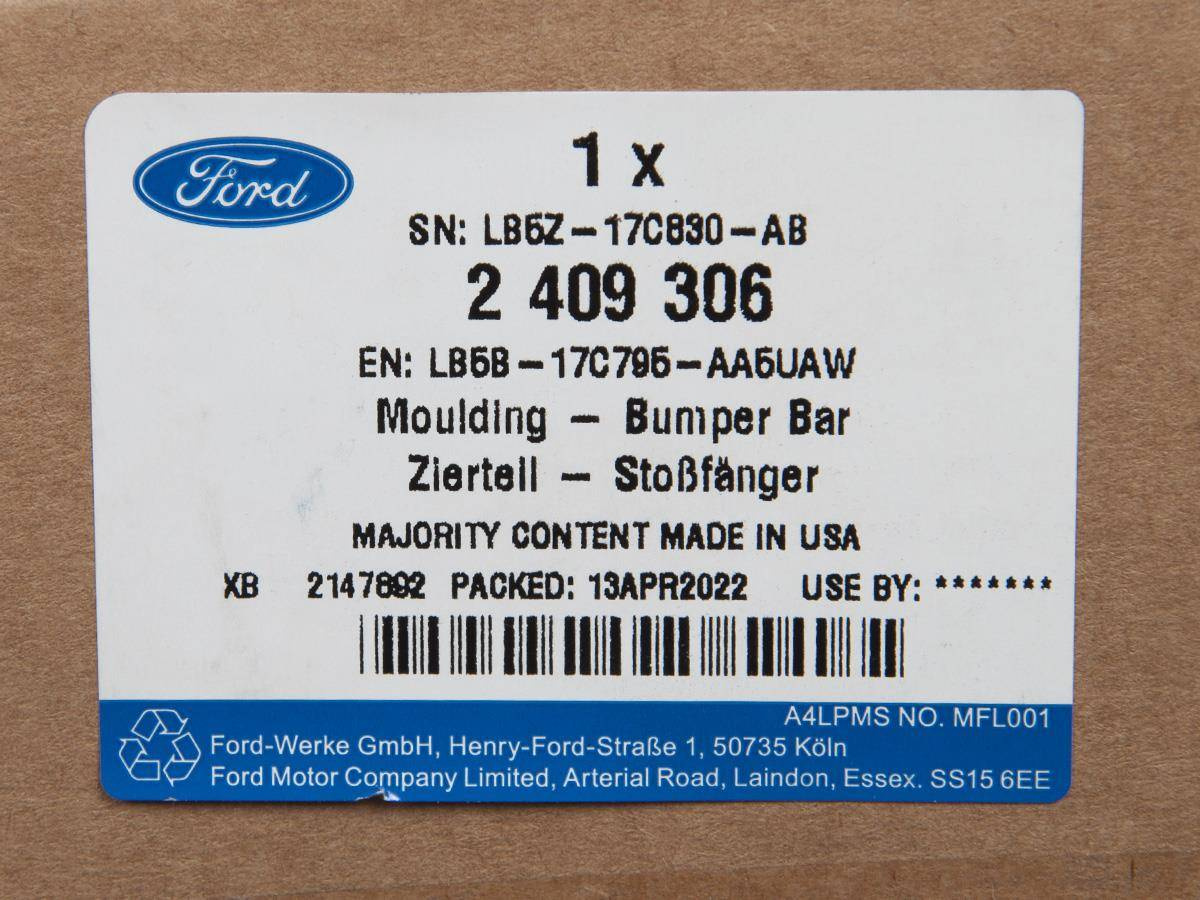 Ford
1 x
SN: LB5Z-17C830-AB
2 409 306
EN: LB5B-17C795-AA5UAW
Moulding - Bumper Bar
Zierteil - Stoßfänger
MAJORITY CONTENT MADE IN USA
XB 2147892 PACKED: 13APR2022 USE BY: *******
A4LPMS NO. MFL001
Ford-Werke GmbH, Henry-Ford-Straße 1, 50735 Köln
Ford Motor Company Limited, Arterial Road, Laindon, Essex. SS15 6EE